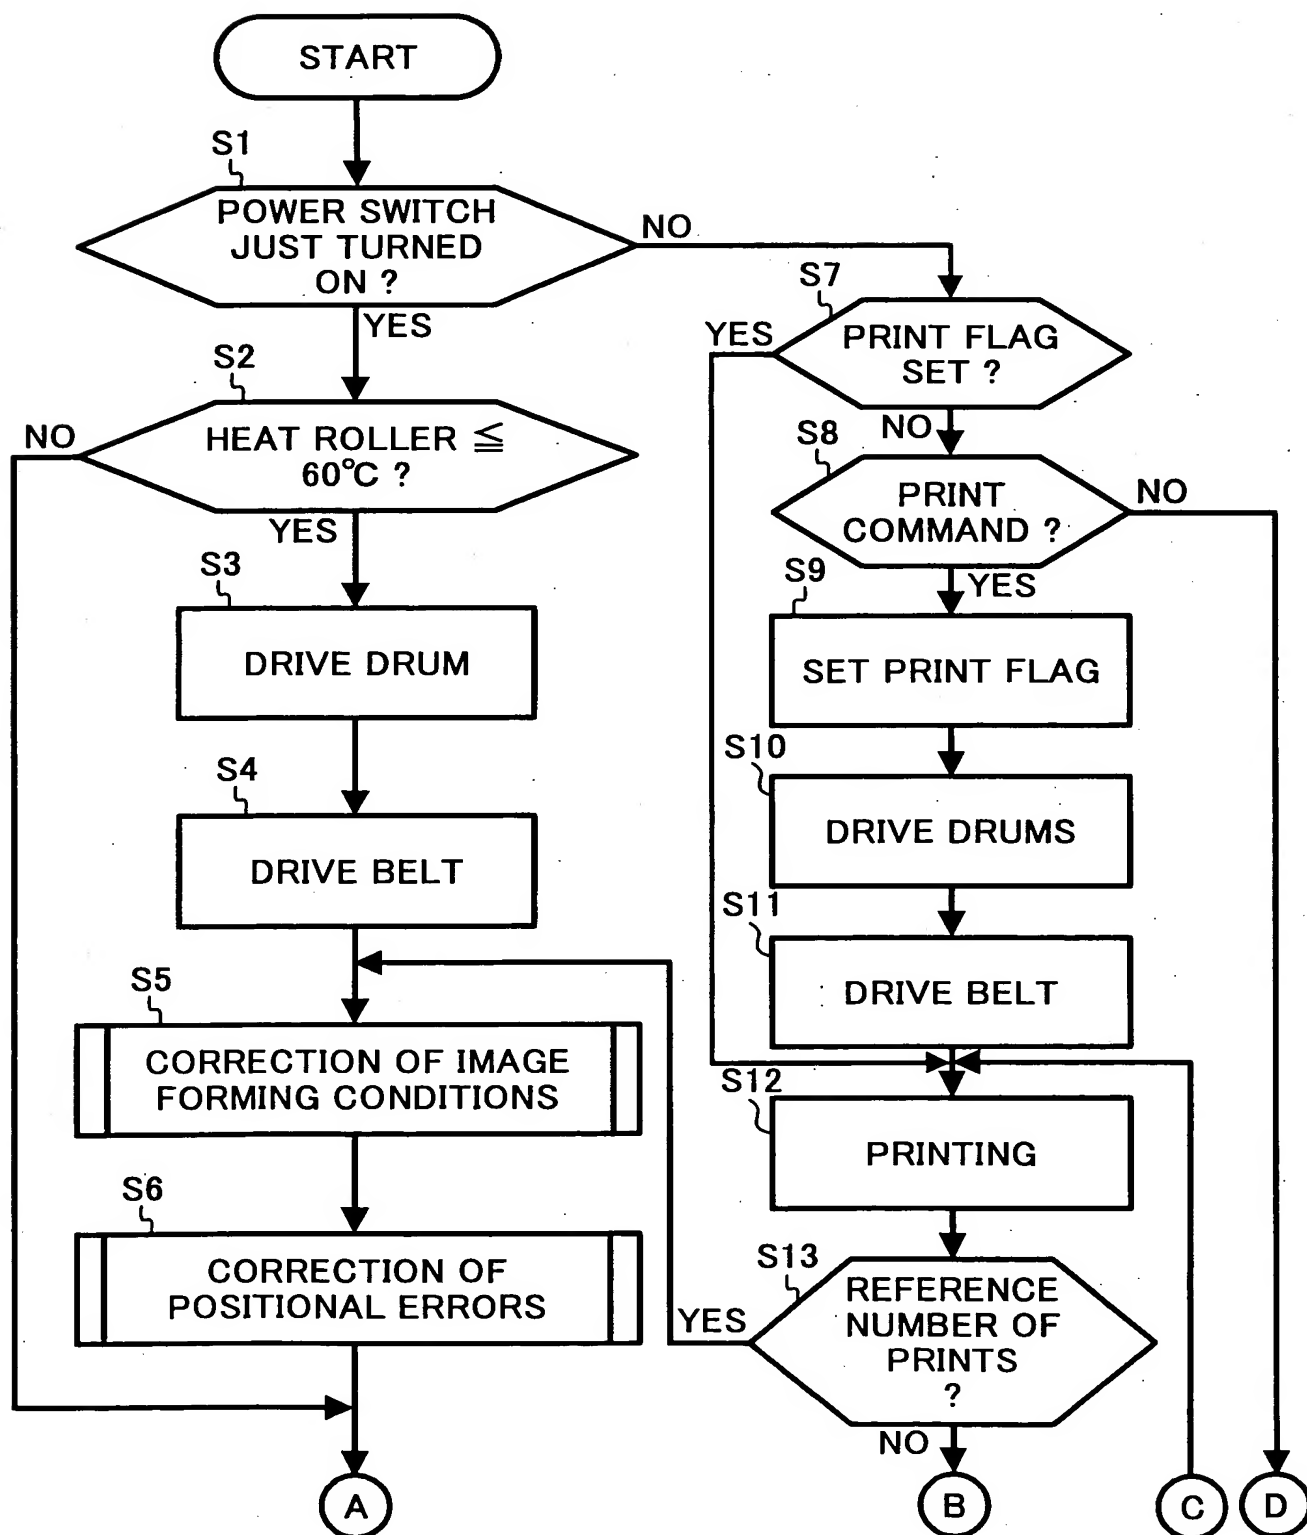 START
S1
POWER SWITCH
JUST TURNED
ON ?
NO
YES
S2
HEAT ROLLER ≦
60℃ ?
NO
YES
S3
DRIVE DRUM
S4
DRIVE BELT
S5
CORRECTION OF IMAGE
FORMING CONDITIONS
S6
CORRECTION OF
POSITIONAL ERRORS
A
S7
PRINT FLAG
SET ?
YES
NO
S8
PRINT
COMMAND ?
NO
YES
S9
SET PRINT FLAG
S10
DRIVE DRUMS
S11
DRIVE BELT
S12
PRINTING
S13
REFERENCE
NUMBER OF
PRINTS
?
YES
NO
B
C
D